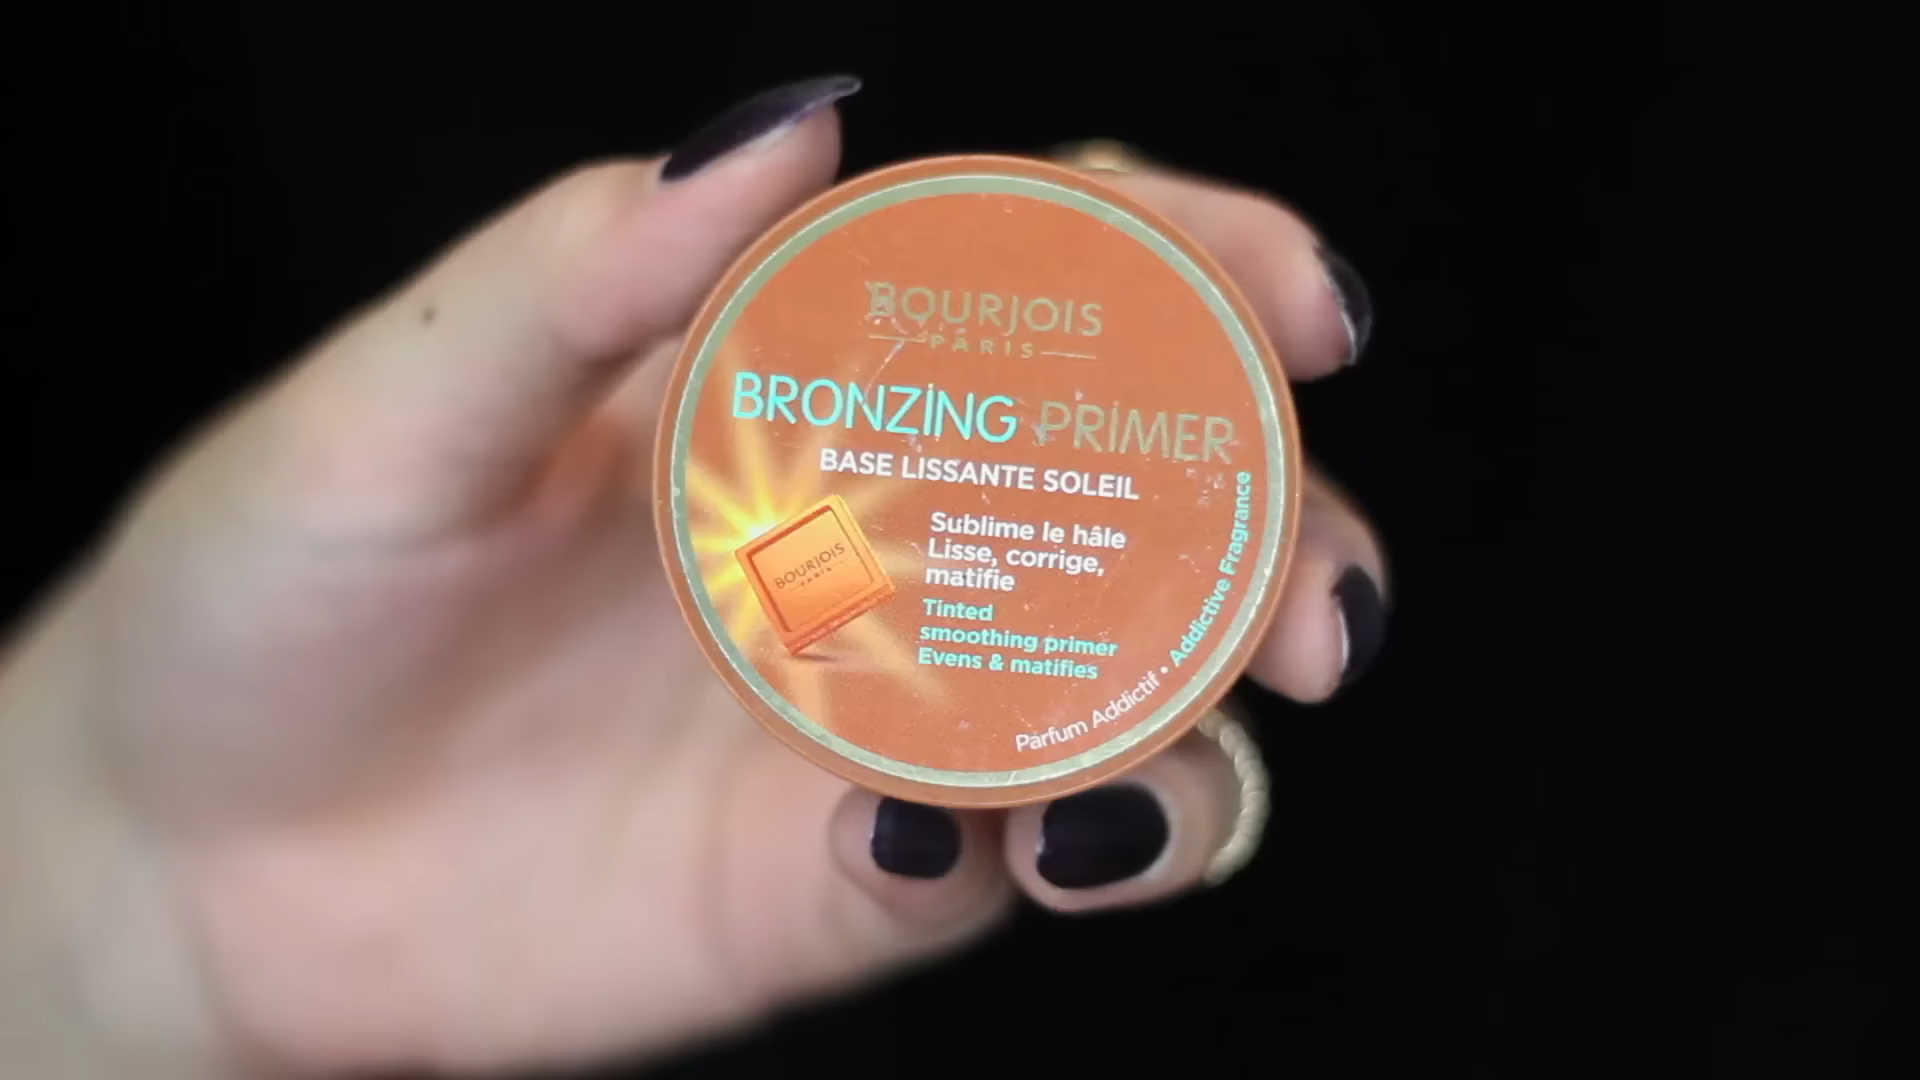 BOURJOIS
PARIS
BRONZING PRIMER
BASE LISSANTE SOLEIL
Sublime le hâle
Lisse, corrige,
matifie
Tinted
smoothing primer
Evens & matifies
Parfum Addictif • Addictive Fragrance
BOURJOIS
PARIS